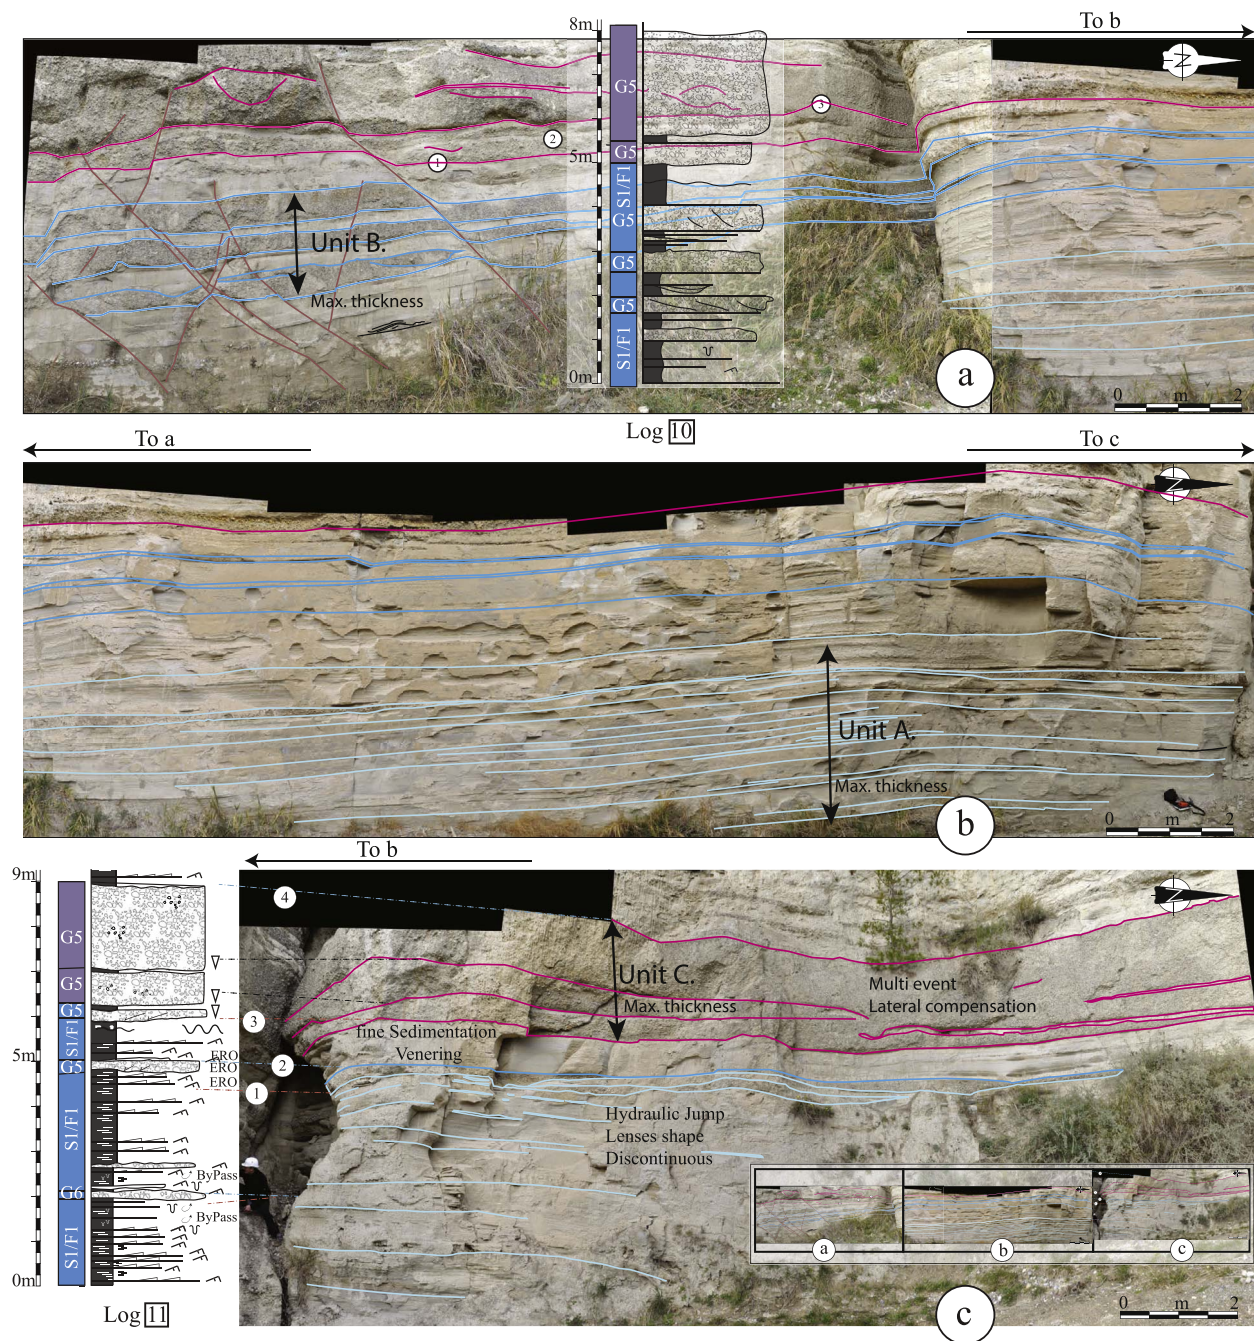 8m
To b
N
G5
3
2
G5
5m
1
S1/F1
G5
Unit B.
G5
Max. thickness
G5
S1/F1
0m
a
0 m 2
Log 10
To a
To c
N
Unit A.
Max. thickness
b
0 m 2
To b
9m
4
N
G5
Unit C.
Multi event
Lateral compensation
Max. thickness
G5
G5
3
fine Sedimentation
Venering
S1/F1
ERO
5m
2
G5
ERO
ERO
1
Hydraulic Jump
Lenses shape
Discontinuous
S1/F1
ByPass
G6
ByPass
S1/F1
a
b
c
0m
Log 11
c
0 m 2